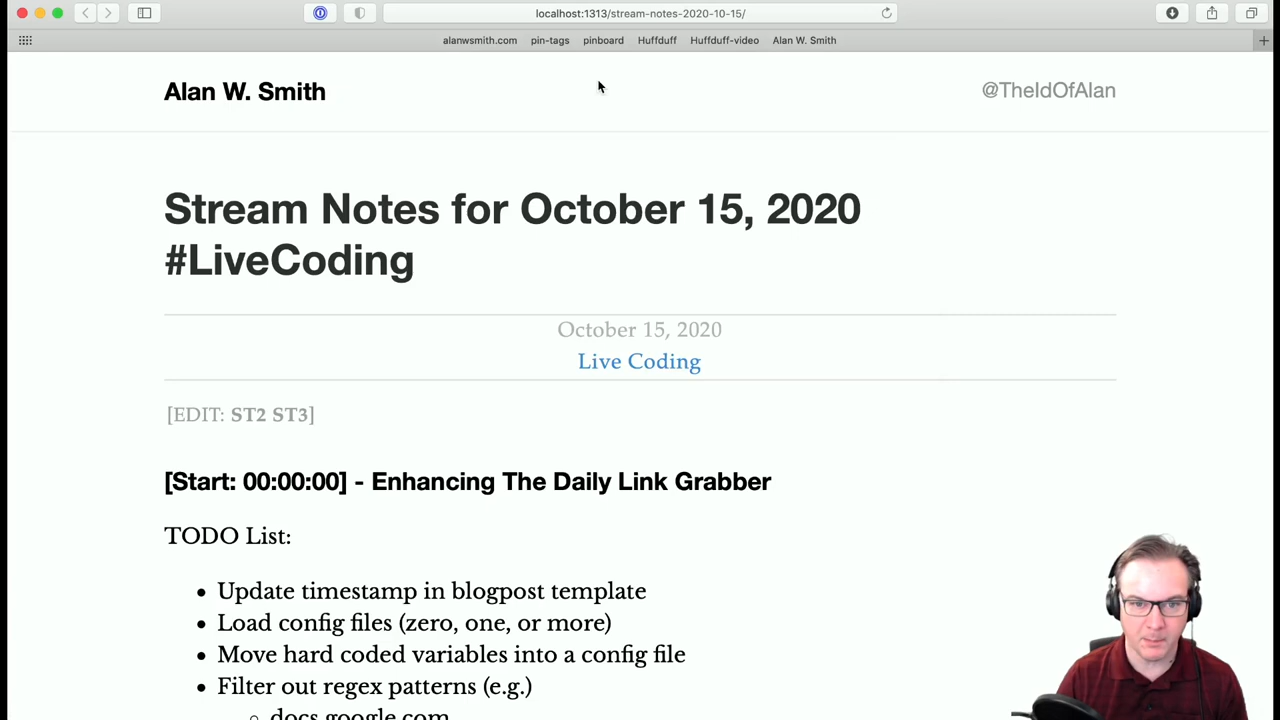 localhost:1313/stream-notes-2020-10-15/
alanwsmith.com pin-tags pinboard Huffduff Huffduff-video Alan W. Smith
Alan W. Smith
@TheIdOfAlan
Stream Notes for October 15, 2020
#LiveCoding
October 15, 2020
Live Coding
[EDIT: ST2 ST3]
[Start: 00:00:00] - Enhancing The Daily Link Grabber
TODO List:
• Update timestamp in blogpost template
• Load config files (zero, one, or more)
• Move hard coded variables into a config file
• Filter out regex patterns (e.g.)
◦ docs.google.com